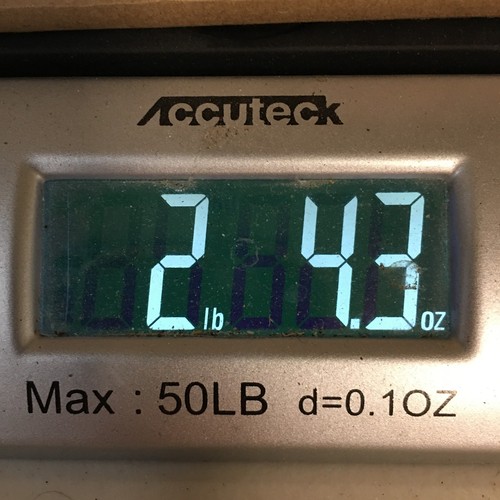 Accuteck
2 lb 4.3 oz
Max : 50LB d=0.1OZ